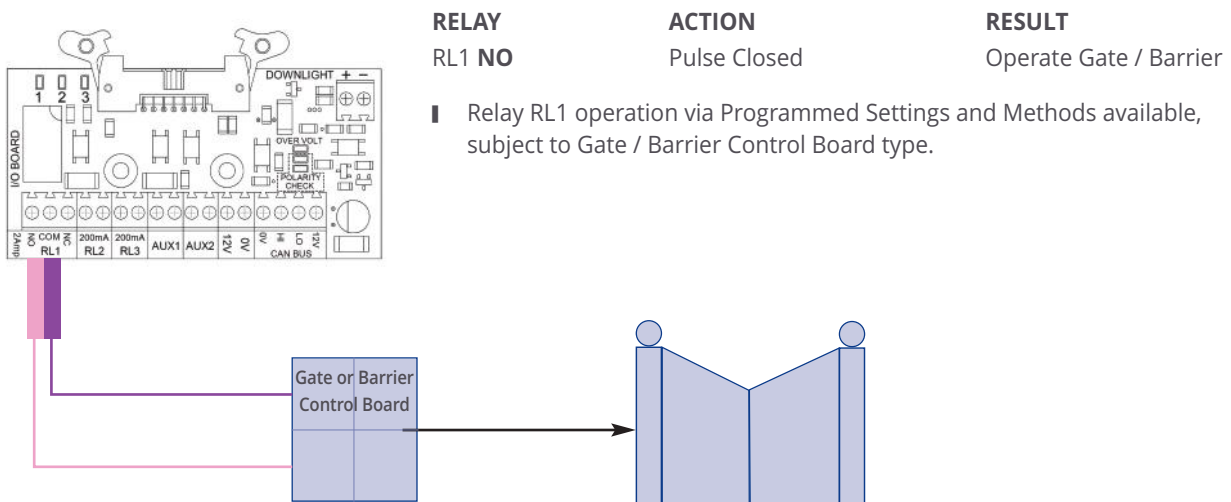 RELAY ACTION RESULT
RL1 NO Pulse Closed Operate Gate / Barrier
▌ Relay RL1 operation via Programmed Settings and Methods available,
subject to Gate / Barrier Control Board type.
DOWNLIGHT + −
1 2 3
I/O BOARD
OVER VOLT
POLARITY
CHECK
2Amp NO COM NC 200mA 200mA AUX1 AUX2 12V 0V 0V HI LO 12V
RL1 RL2 RL3 CAN BUS
Gate or Barrier
Control Board